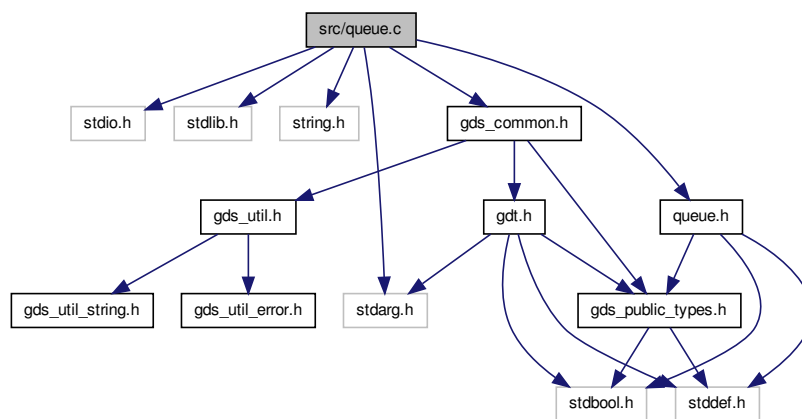 src/queue.c
stdio.h
stdlib.h
string.h
gds_common.h
gds_util.h
gdt.h
queue.h
gds_util_string.h
gds_util_error.h
stdarg.h
gds_public_types.h
stdbool.h
stddef.h